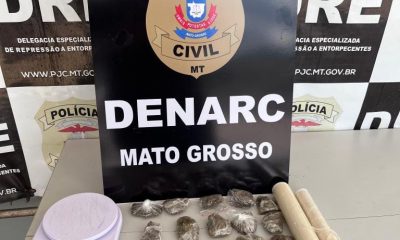 DRE
DELEGACIA ESPECIALIZADA
DE REPRESSÃO A ENTORPECENTES
WWW.PJC.MT.GOV.BR
POLÍCIA
CIVIL
MT
DENARC
MATO GROSSO
DELEGACIA ESPECIALIZADA
DE REPRESSÃO A ENTORPECENTES
PJC.MT.GOV.BR
POLÍCIA
DRE